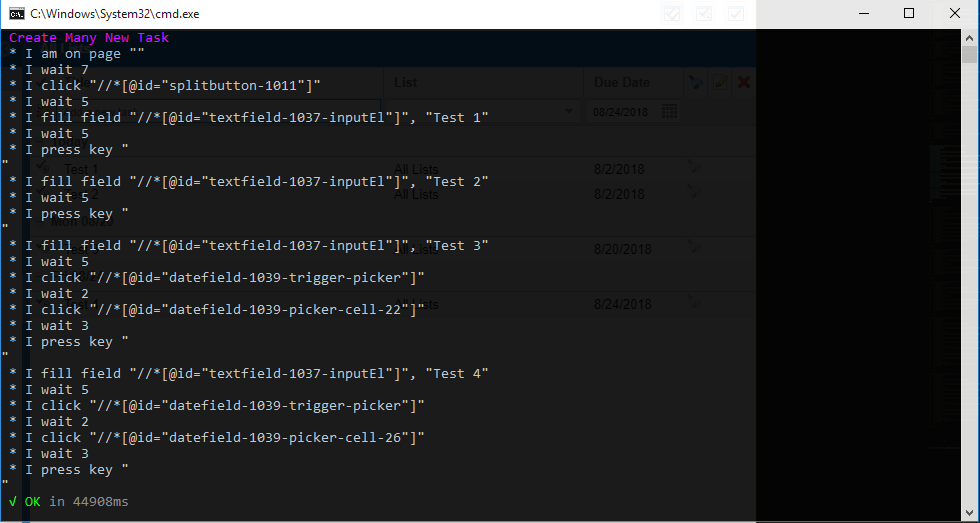 C:\Windows\System32\cmd.exe
Create Many New Task
* I am on page ""
* I wait 7
* I click "//*[@id="splitbutton-1011"]"
List Due Date
* I wait 5
08/24/2018
* I fill field "//*[@id="textfield-1037-inputEl"]", "Test 1"
* I wait 5
* I press key "
"
Test 1 All Lists 8/2/2018
* I fill field "//*[@id="textfield-1037-inputEl"]", "Test 2"
* I wait 5
All Lists 8/2/2018
* I press key "
"
* I fill field "//*[@id="textfield-1037-inputEl"]", "Test 3"
8/20/2018
* I wait 5
* I click "//*[@id="datefield-1039-trigger-picker"]"
* I wait 2
* I click "//*[@id="datefield-1039-picker-cell-22"]"
8/24/2018
* I wait 3
* I press key "
"
* I fill field "//*[@id="textfield-1037-inputEl"]", "Test 4"
* I wait 5
* I click "//*[@id="datefield-1039-trigger-picker"]"
* I wait 2
* I click "//*[@id="datefield-1039-picker-cell-26"]"
* I wait 3
* I press key "
"
√ OK in 44908ms